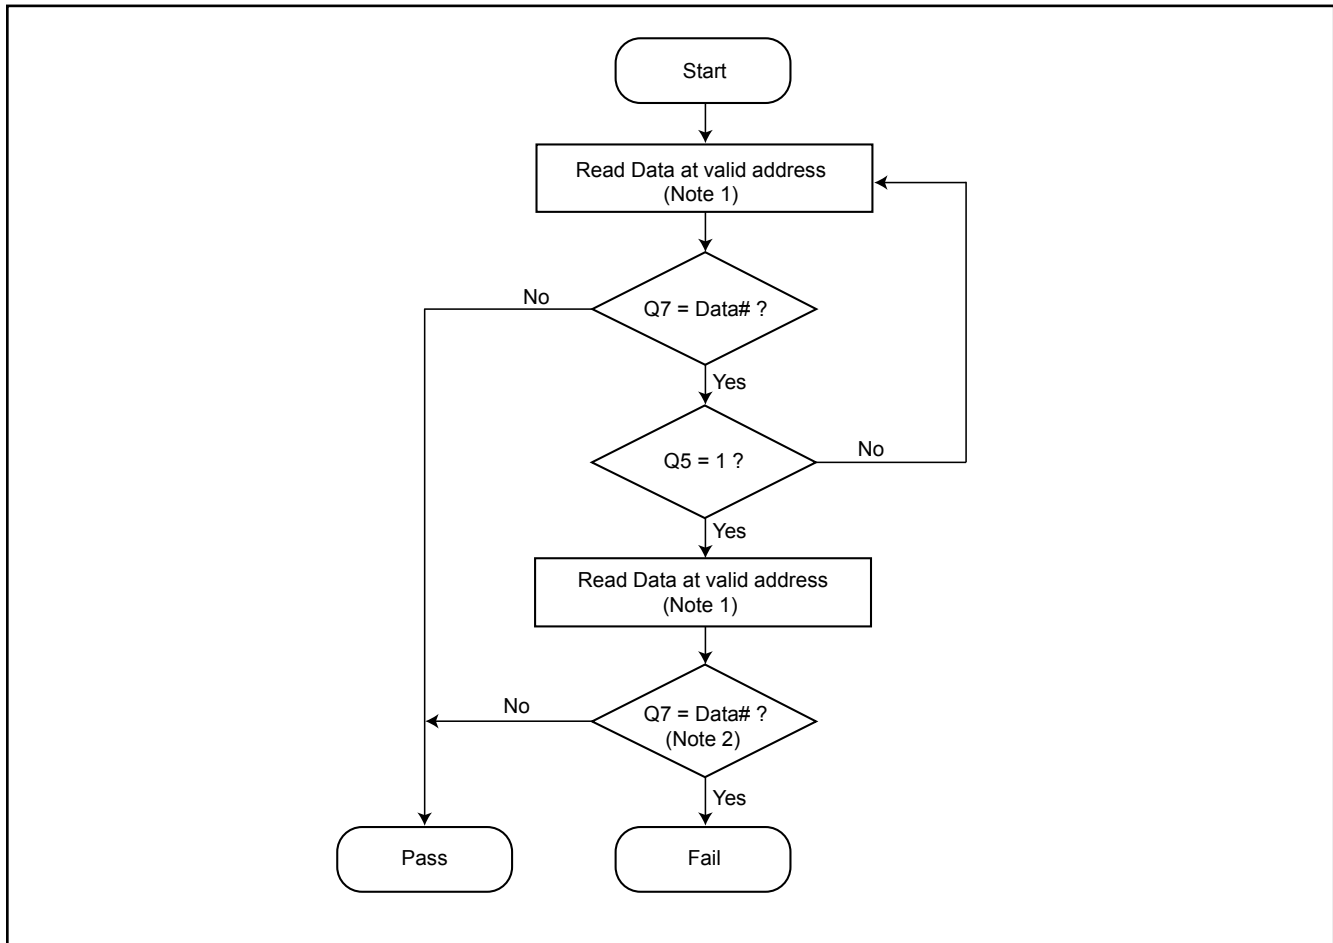 Start
Read Data at valid address
(Note 1)
No
Q7 = Data# ?
Yes
Q5 = 1 ?
No
Yes
Read Data at valid address
(Note 1)
No
Q7 = Data# ?
(Note 2)
Yes
Pass
Fail